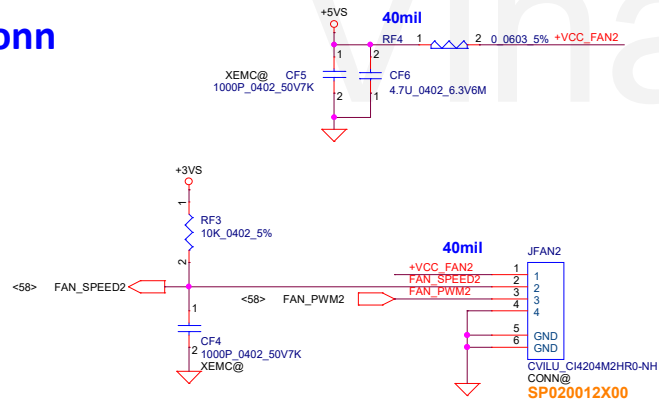 onn
vina
+5VS
40mil
RF4 1 2 0_0603_5% +VCC_FAN2
1 2
XEMC@ CF5 CF6
1000P_0402_50V7K 4.7U_0402_6.3V6M
2 1
+3VS
1
RF3
10K_0402_5%
2
40mil
JFAN2
+VCC_FAN2 1 1
<58> FAN_SPEED2 FAN_SPEED2 2 2
<58> FAN_PWM2 FAN_PWM2 3 3
4 4
1
CF4
2 1000P_0402_50V7K
XEMC@
5 GND
6 GND
CVILU_CI4204M2HR0-NH
CONN@
SP020012X00